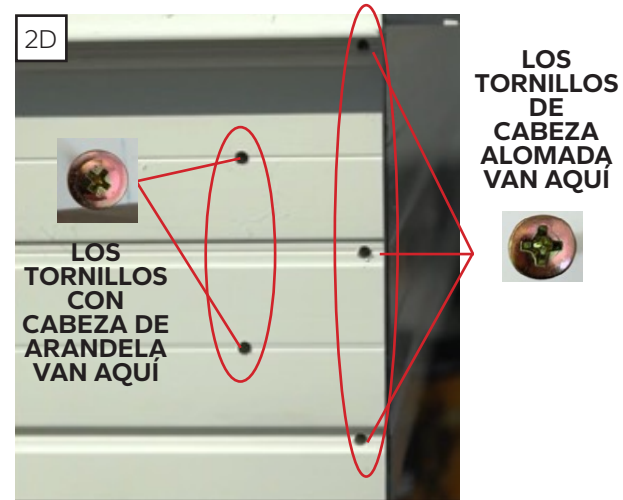 2D
LOS
TORNILLOS
CON
CABEZA DE
ARANDELA
VAN AQUÍ
LOS
TORNILLOS
DE
CABEZA
ALOMADA
VAN AQUÍ